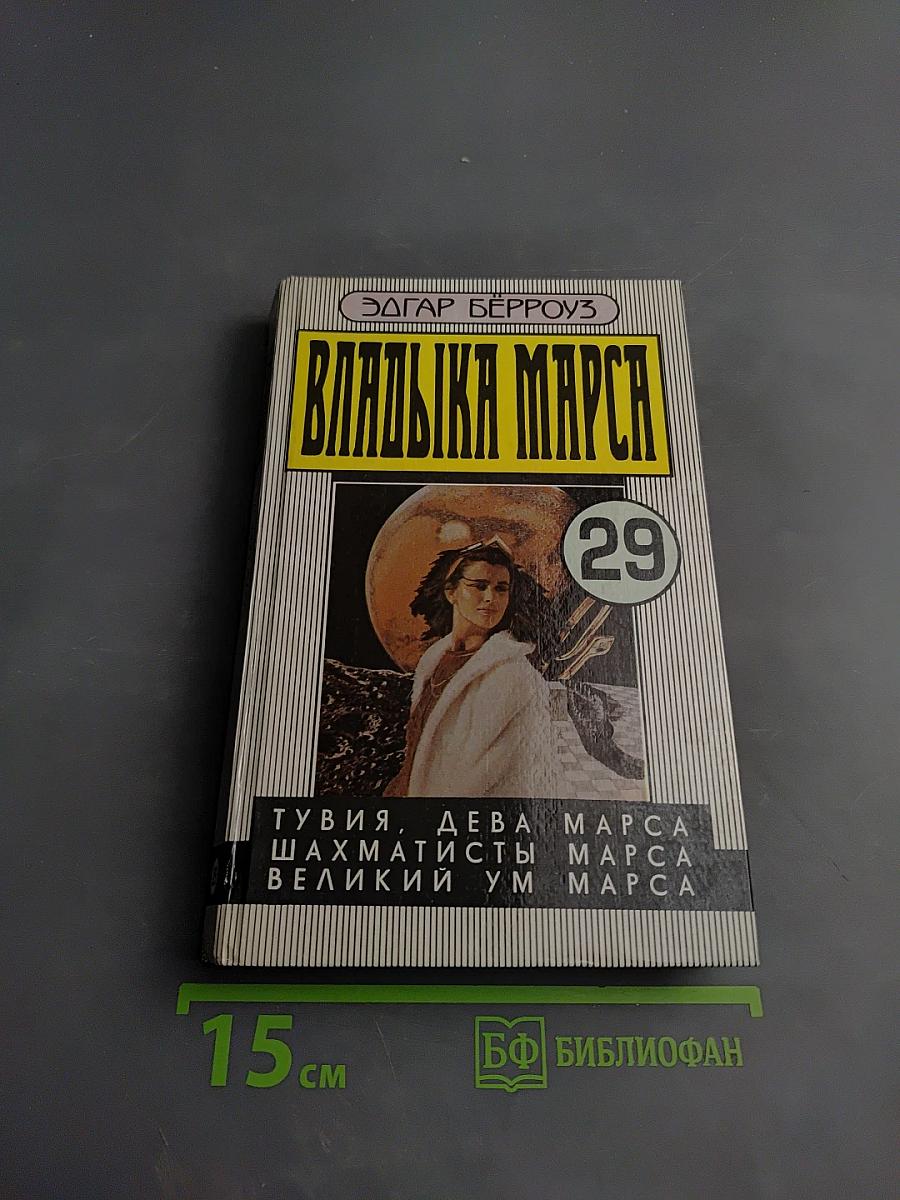 ЭДГАР БЁРРОУЗ
ВЛАДЫКА МАРСА
29
ТУВИЯ, ДЕВА МАРСА
ШАХМАТИСТЫ МАРСА
ВЕЛИКИЙ УМ МАРСА
15 см
БФ БИБЛИОФАН